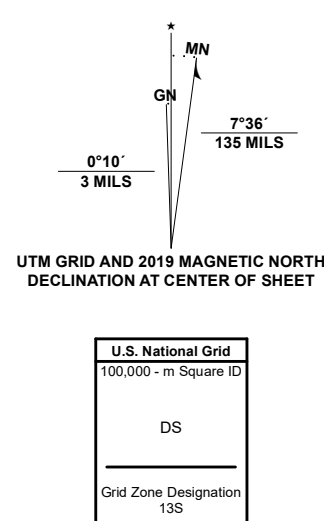 ★
MN
GN
7°36´
135 MILS
0°10´
3 MILS
UTM GRID AND 2019 MAGNETIC NORTH
DECLINATION AT CENTER OF SHEET
U.S. National Grid
100,000 - m Square ID
DS
Grid Zone Designation
13S